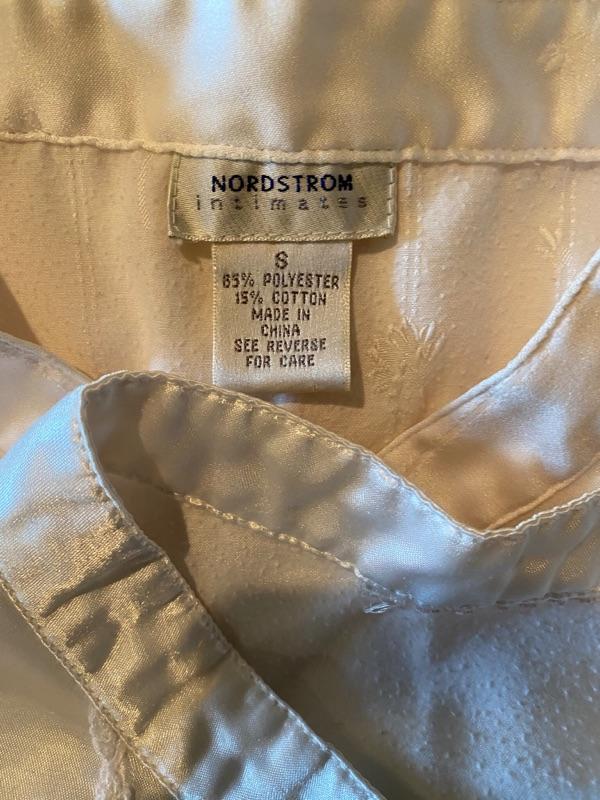 NORDSTROM
intimates
S
85% POLYESTER
15% COTTON
MADE IN
CHINA
SEE REVERSE
FOR CARE